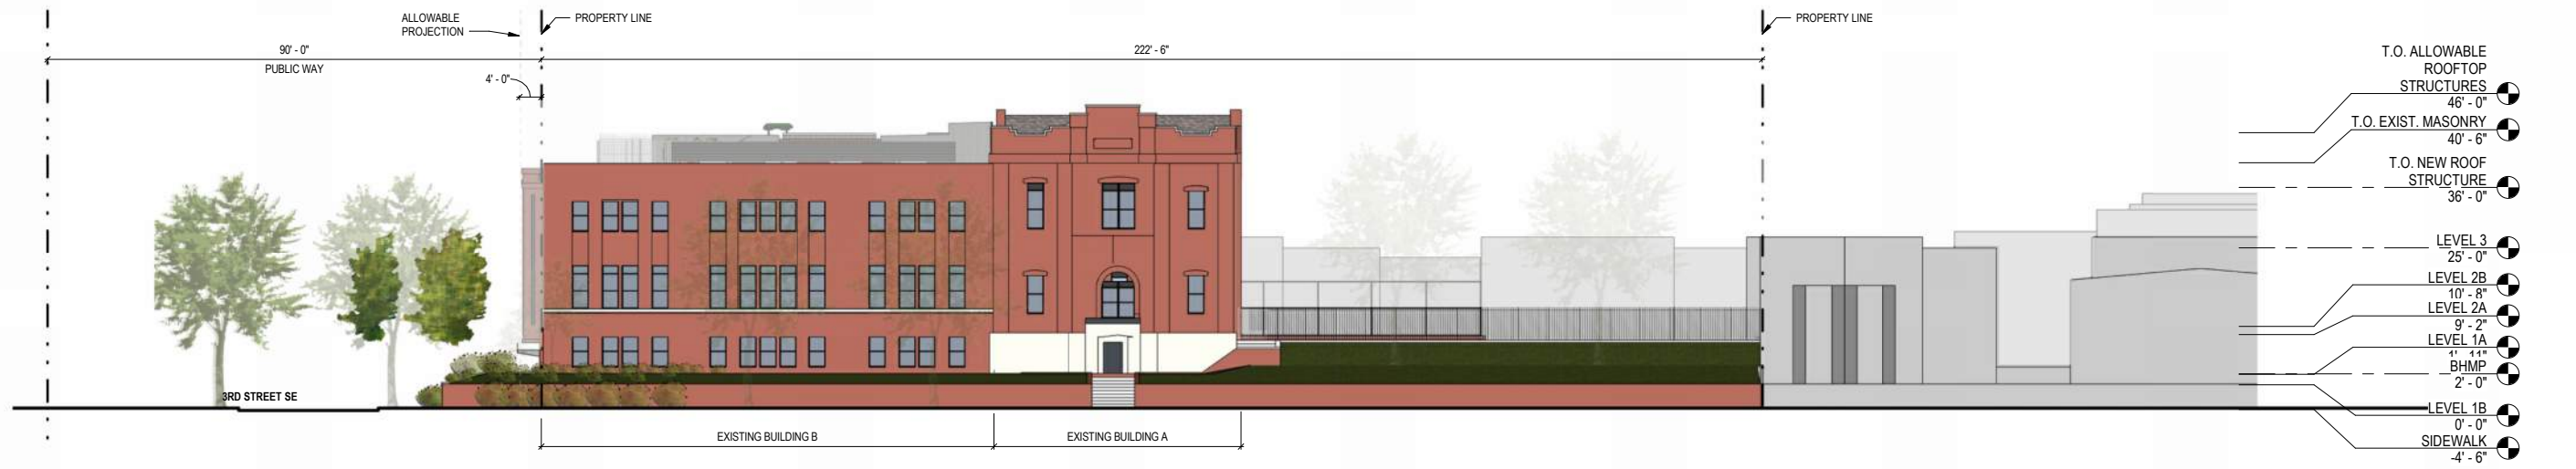 ALLOWABLE
PROJECTION
PROPERTY LINE
PROPERTY LINE
90' - 0"
PUBLIC WAY
222' - 6"
4' - 0"
T.O. ALLOWABLE
ROOFTOP
STRUCTURES
46' - 0"
T.O. EXIST. MASONRY
40' - 6"
T.O. NEW ROOF
STRUCTURE
36' - 0"
LEVEL 3
25' - 0"
LEVEL 2B
10' - 8"
LEVEL 2A
9' - 2"
LEVEL 1A
1' - 11"
BHMP
2' - 0"
LEVEL 1B
0' - 0"
SIDEWALK
-4' - 6"
3RD STREET SE
EXISTING BUILDING B
EXISTING BUILDING A